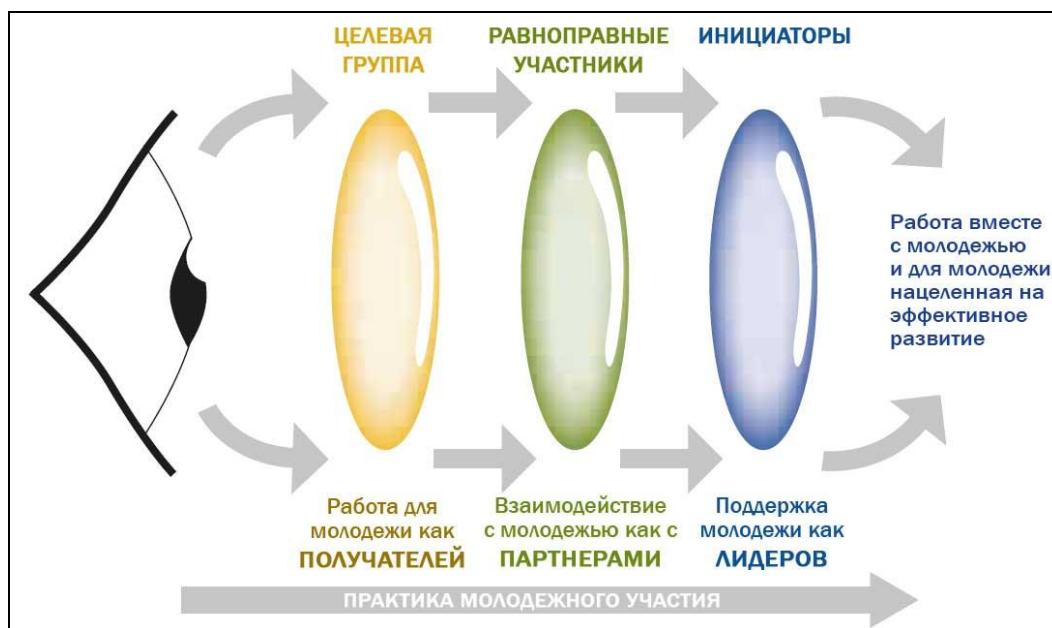 ЦЕЛЕВАЯ
ГРУППА
РАВНОПРАВНЫЕ
УЧАСТНИКИ
ИНИЦИАТОРЫ
Работа вместе
с молодежью
и для молодежи
нацеленная на
эффективное
развитие
Работа для
молодежи как
ПОЛУЧАТЕЛЕЙ
Взаимодействие
с молодежью как с
ПАРТНЕРАМИ
Поддержка
молодежи как
ЛИДЕРОВ
ПРАКТИКА МОЛОДЕЖНОГО УЧАСТИЯ